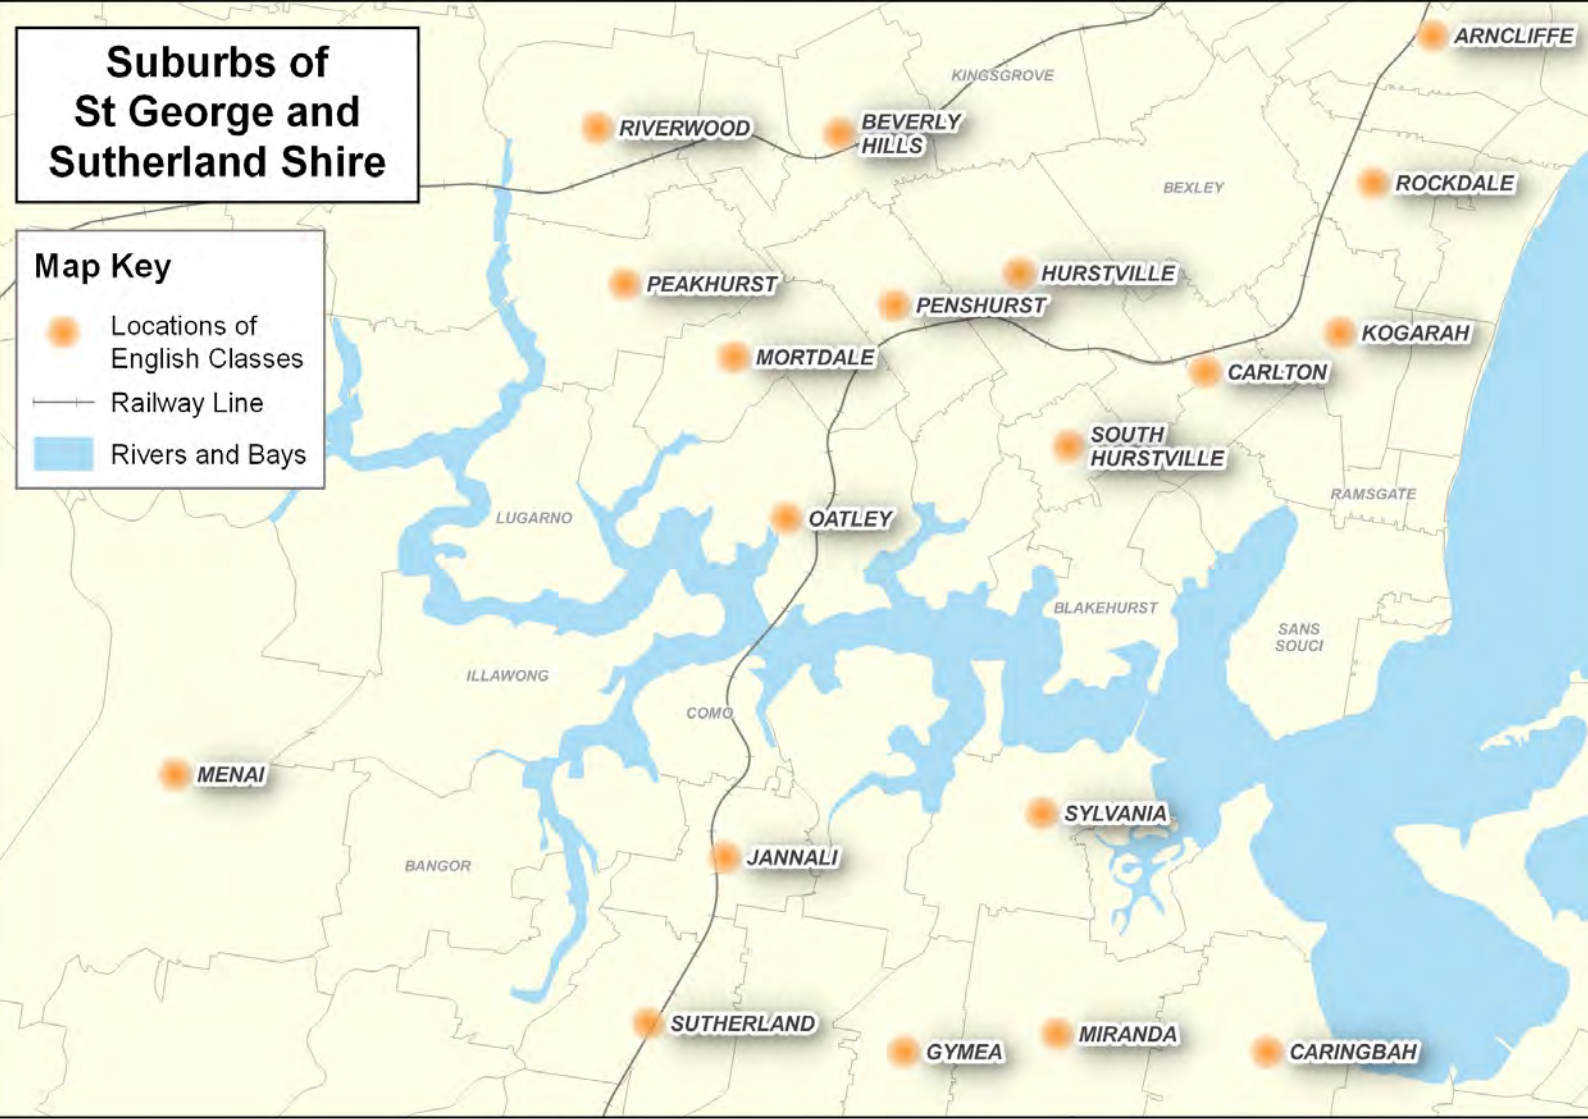 Suburbs of
St George and
Sutherland Shire
Map Key
Locations of
English Classes
Railway Line
Rivers and Bays
ARNCLIFFE
KINGSGROVE
RIVERWOOD
BEVERLY
HILLS
BEXLEY
ROCKDALE
PEAKHURST
HURSTVILLE
PENSHURST
KOGARAH
MORTDALE
CARLTON
SOUTH
HURSTVILLE
RAMSGATE
LUGARNO
OATLEY
BLAKEHURST
SANS
SOUCI
ILLAWONG
COMO
MENAI
SYLVANIA
JANNALI
BANGOR
SUTHERLAND
GYMEA
MIRANDA
CARINGBAH